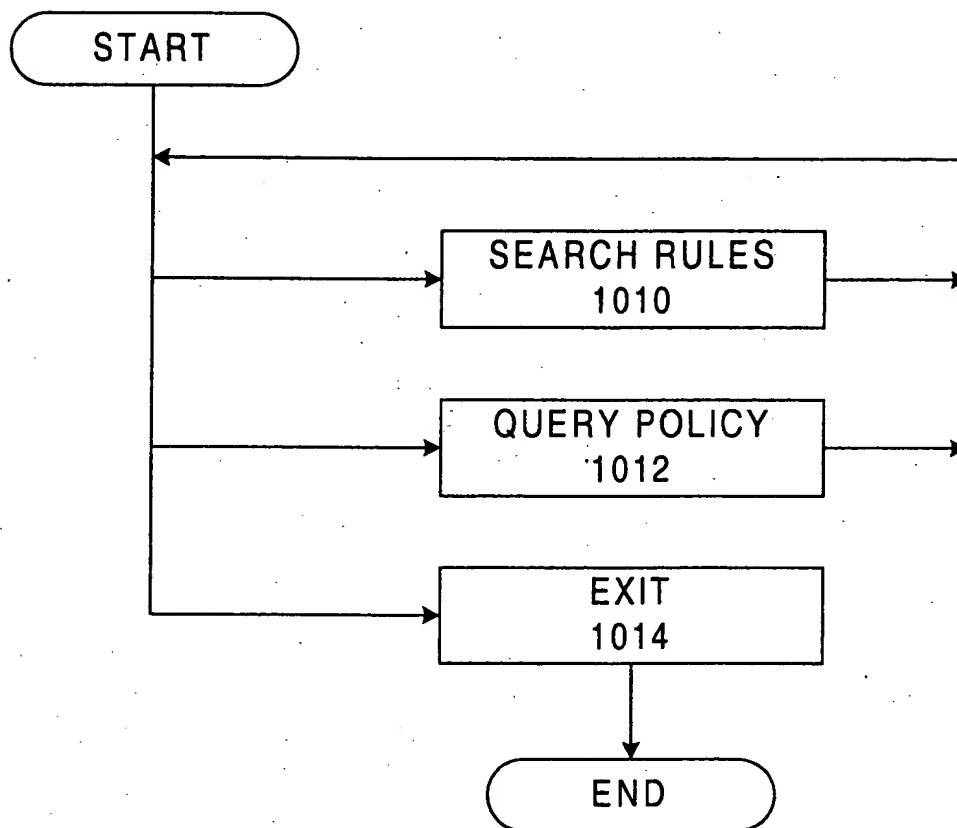 START
SEARCH RULES
1010
QUERY POLICY
1012
EXIT
1014
END